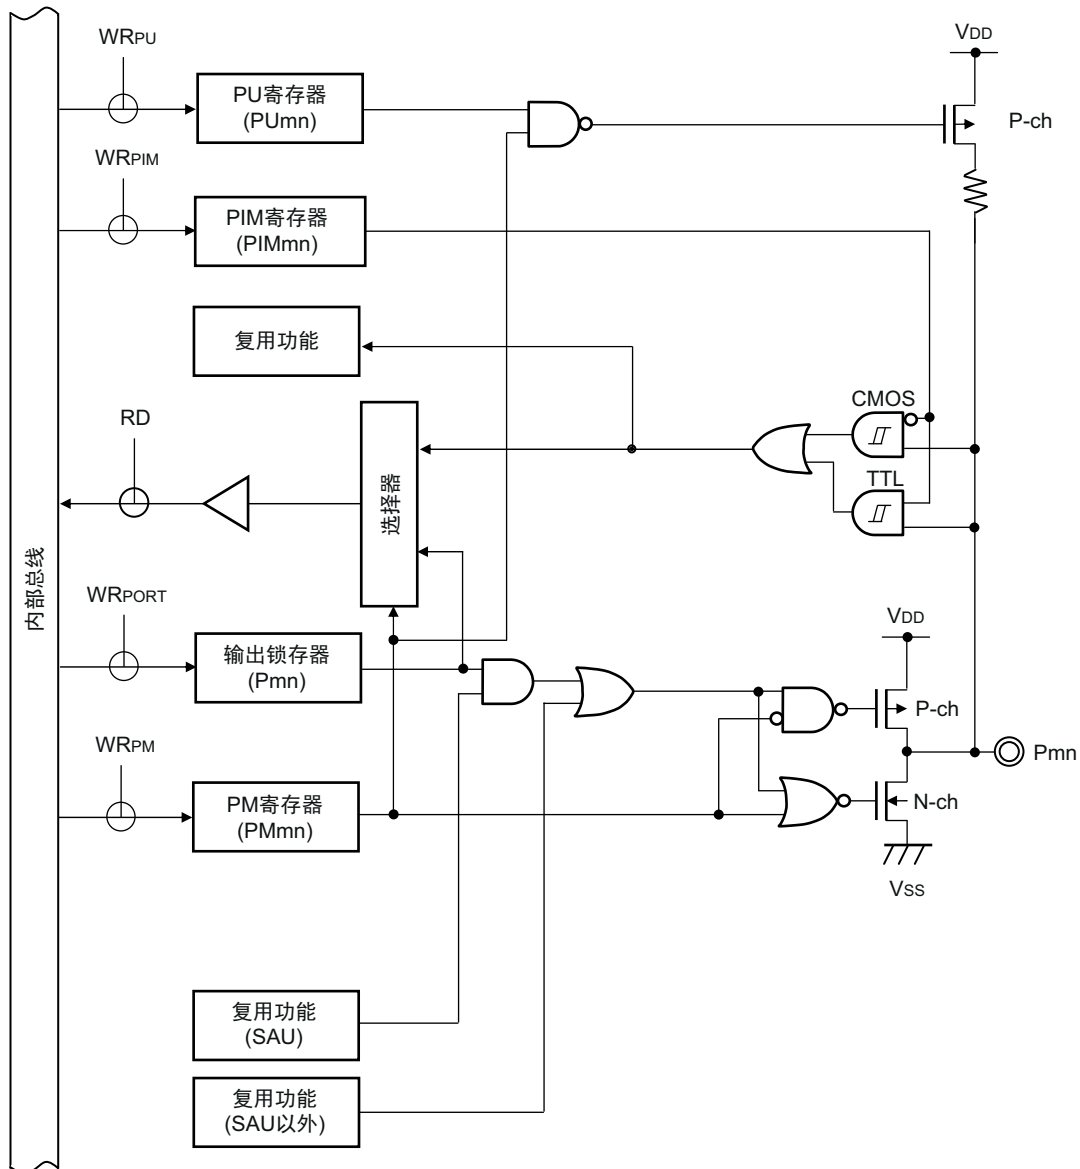 WRPU
PU寄存器
(PUmn)
VDD
P-ch
WRPIM
PIM寄存器
(PIMmn)
复用功能
CMOS
RD
选择器
TTL
内部总线
WRPORT
输出锁存器
(Pmn)
VDD
P-ch
Pmn
WRPM
PM寄存器
(PMmn)
N-ch
VSS
复用功能
(SAU)
复用功能
(SAU以外)